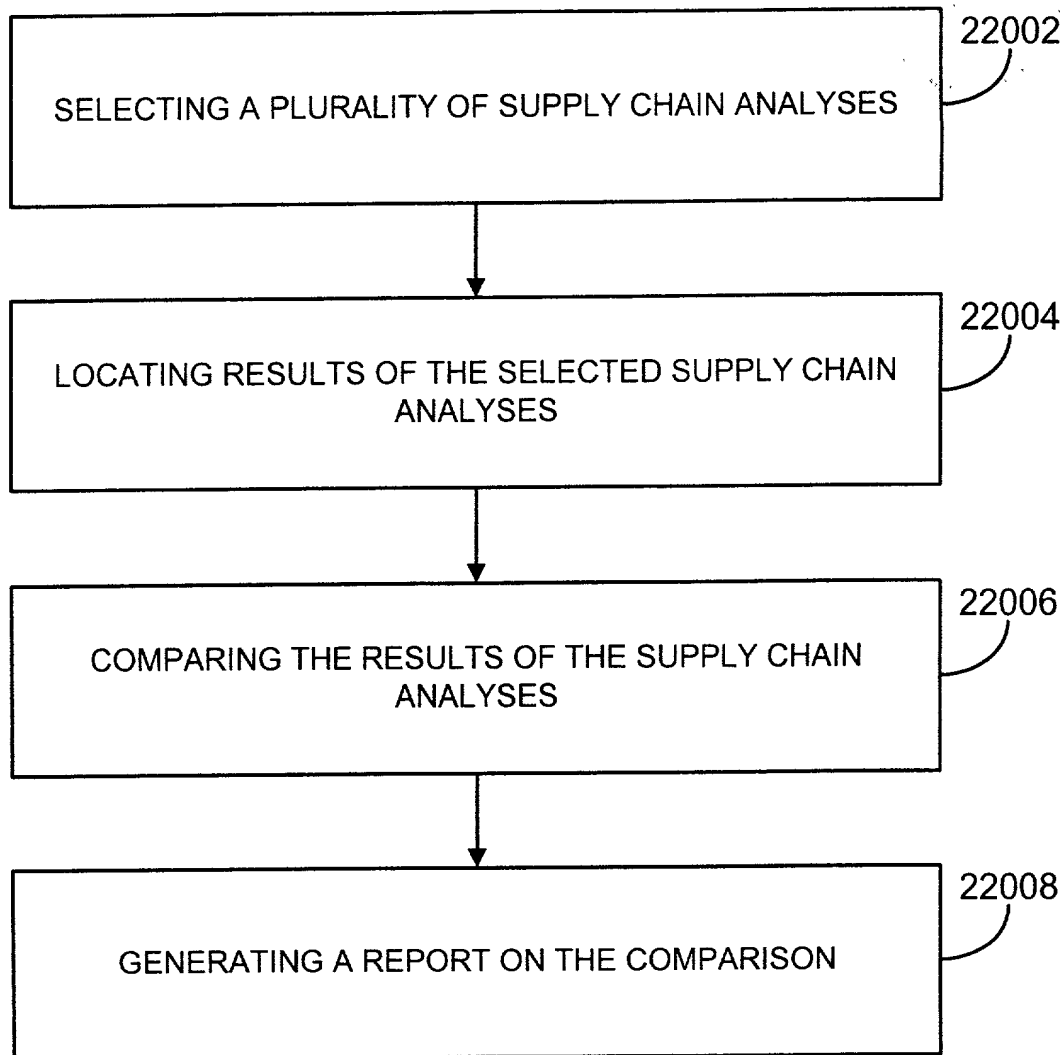 22002
SELECTING A PLURALITY OF SUPPLY CHAIN ANALYSES
22004
LOCATING RESULTS OF THE SELECTED SUPPLY CHAIN
ANALYSES
22006
COMPARING THE RESULTS OF THE SUPPLY CHAIN
ANALYSES
22008
GENERATING A REPORT ON THE COMPARISON